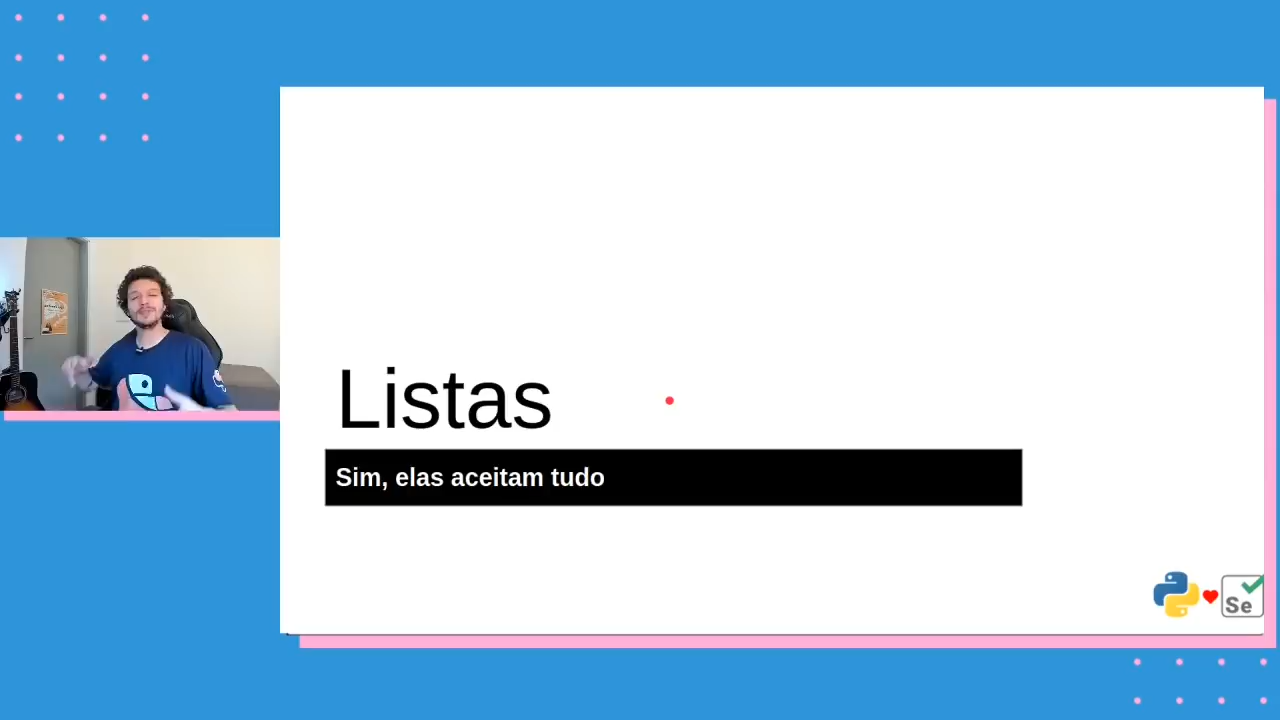 Listas
Sim, elas aceitam tudo
Se